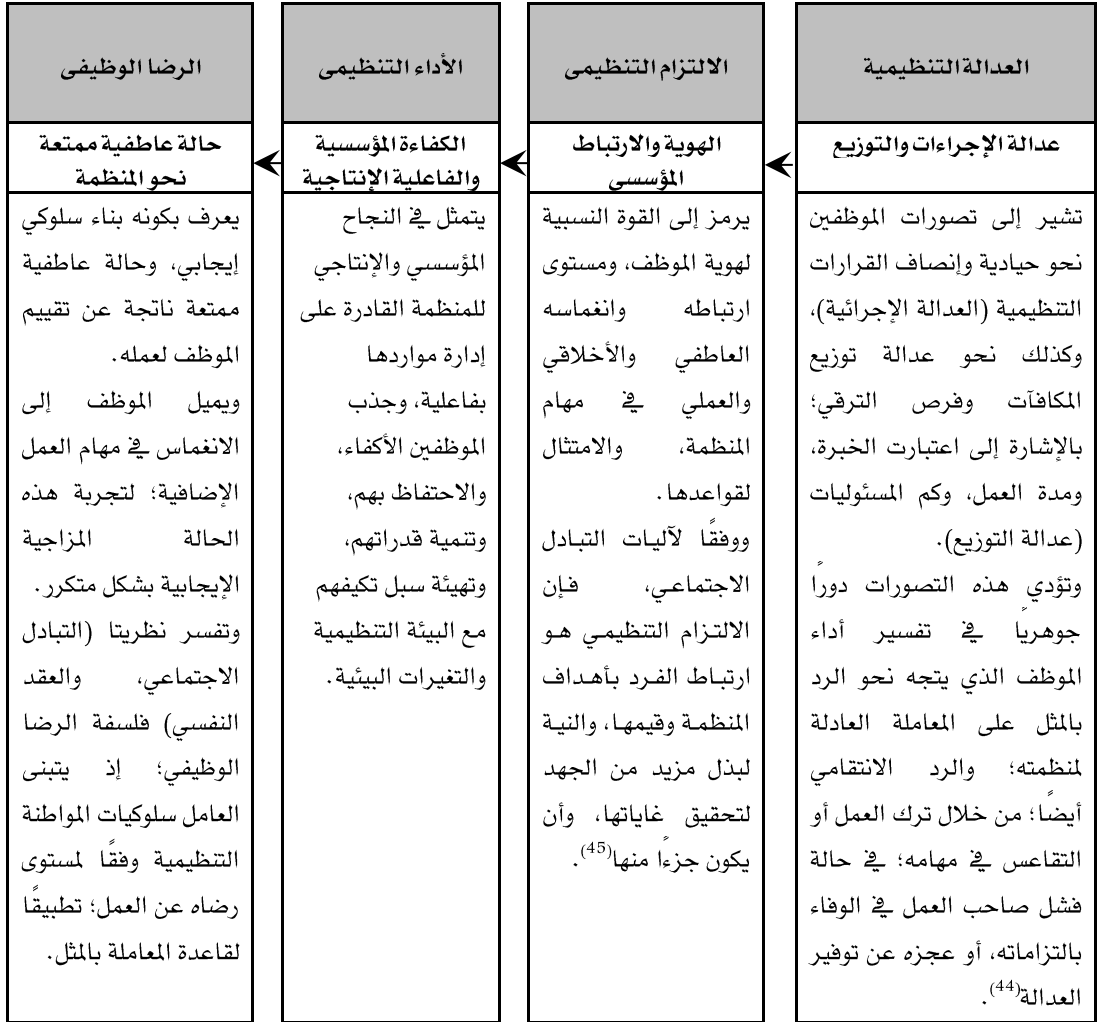 العدالة التنظيمية
عدالة الإجراءات والتوزيع
تشير إلى تصورات الموظفين
نحو حيادية وإنصاف القرارات
التنظيمية (العدالة الإجرائية)،
وكذلك نحو عدالة توزيع
المكافآت وفرص الترقي؛
بالإشارة إلى اعتبارت الخبرة،
ومدة العمل، وكم المسئوليات
(عدالة التوزيع).
وتؤدي هذه التصورات دورًا
جوهريًا في تفسير أداء
الموظف الذي يتجه نحو الرد
بالمثل على المعاملة العادلة
لمنظمته؛ والرد الانتقامي
أيضًا؛ من خلال ترك العمل أو
التقاعس في مهامه؛ في حالة
فشل صاحب العمل في الوفاء
بالتزاماته، أو عجزه عن توفير
العدالة(44).
الالتزام التنظيمى
الهوية والارتباط
المؤسسى
يرمز إلى القوة النسبية
لهوية الموظف، ومستوى
ارتباطه وانغماسه
العاطفي والأخلاقي
والعملي في مهام
المنظمة، والامتثال
لقواعدها.
ووفقًا لآليات التبادل
الاجتماعي، فإن
الالتزام التنظيمي هو
ارتباط الفرد بأهداف
المنظمة وقيمها، والنية
لبذل مزيد من الجهد
لتحقيق غاياتها، وأن
يكون جزءًا منها(45).
الأداء التنظيمى
الكفاءة المؤسسية
والفاعلية الإنتاجية
يتمثل في النجاح
المؤسسي والإنتاجي
للمنظمة القادرة على
إدارة مواردها
بفاعلية، وجذب
الموظفين الأكفاء،
والاحتفاظ بهم،
وتنمية قدراتهم،
وتهيئة سبل تكيفهم
مع البيئة التنظيمية
والتغيرات البيئية.
الرضا الوظيفى
حالة عاطفية ممتعة
نحو المنظمة
يعرف بكونه بناء سلوكي
إيجابي، وحالة عاطفية
ممتعة ناتجة عن تقييم
الموظف لعمله.
ويميل الموظف إلى
الانغماس في مهام العمل
الإضافية؛ لتجربة هذه
الحالة المزاجية
الإيجابية بشكل متكرر.
وتفسر نظريتا (التبادل
الاجتماعي، والعقد
النفسي) فلسفة الرضا
الوظيفي؛ إذ يتبنى
العامل سلوكيات المواطنة
التنظيمية وفقًا لمستوى
رضاه عن العمل؛ تطبيقًا
لقاعدة المعاملة بالمثل.